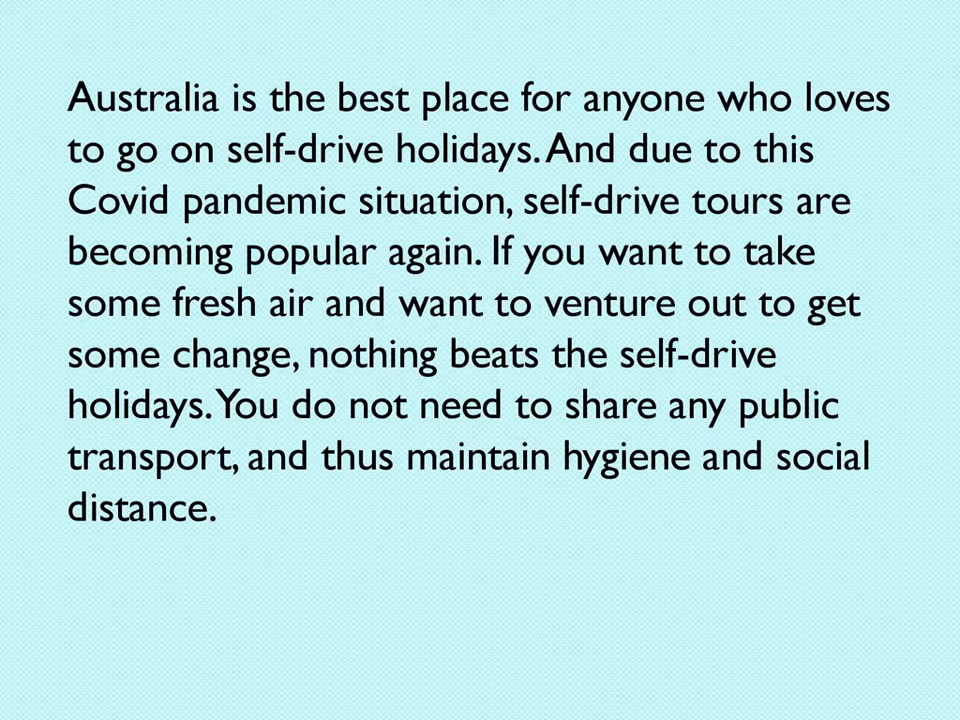 Australia is the best place for anyone who loves
to go on self-drive holidays. And due to this
Covid pandemic situation, self-drive tours are
becoming popular again. If you want to take
some fresh air and want to venture out to get
some change, nothing beats the self-drive
holidays. You do not need to share any public
transport, and thus maintain hygiene and social
distance.